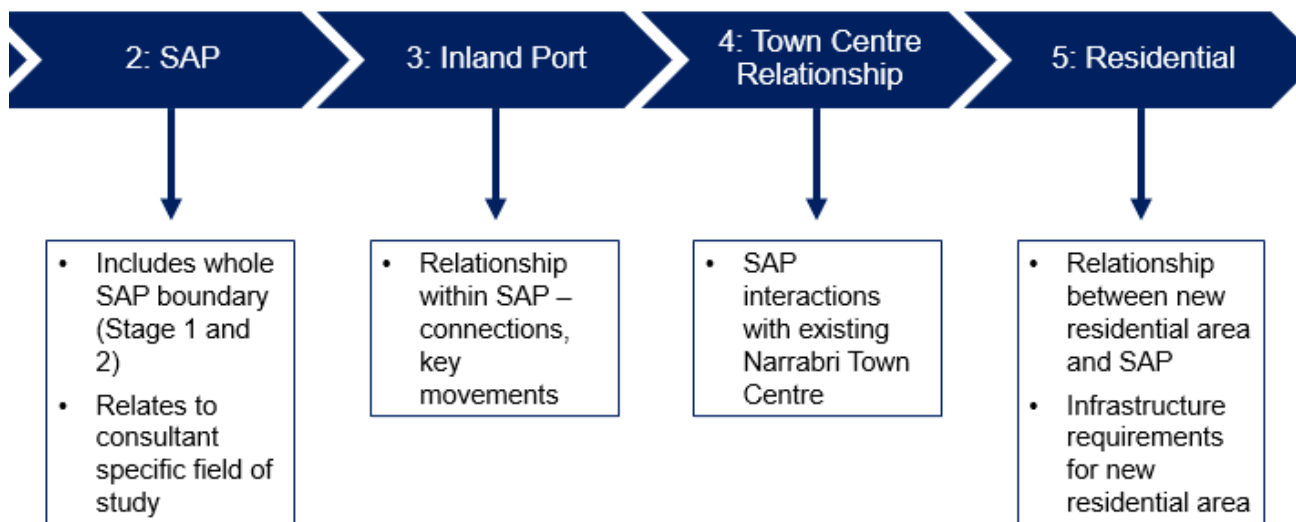 2: SAP
3: Inland Port
4: Town Centre
Relationship
5: Residential
• Includes whole
SAP boundary
(Stage 1 and
2)
• Relates to
consultant
specific field of
study
• Relationship
within SAP –
connections,
key
movements
• SAP
interactions
with existing
Narrabri Town
Centre
• Relationship
between new
residential area
and SAP
• Infrastructure
requirements
for new
residential area